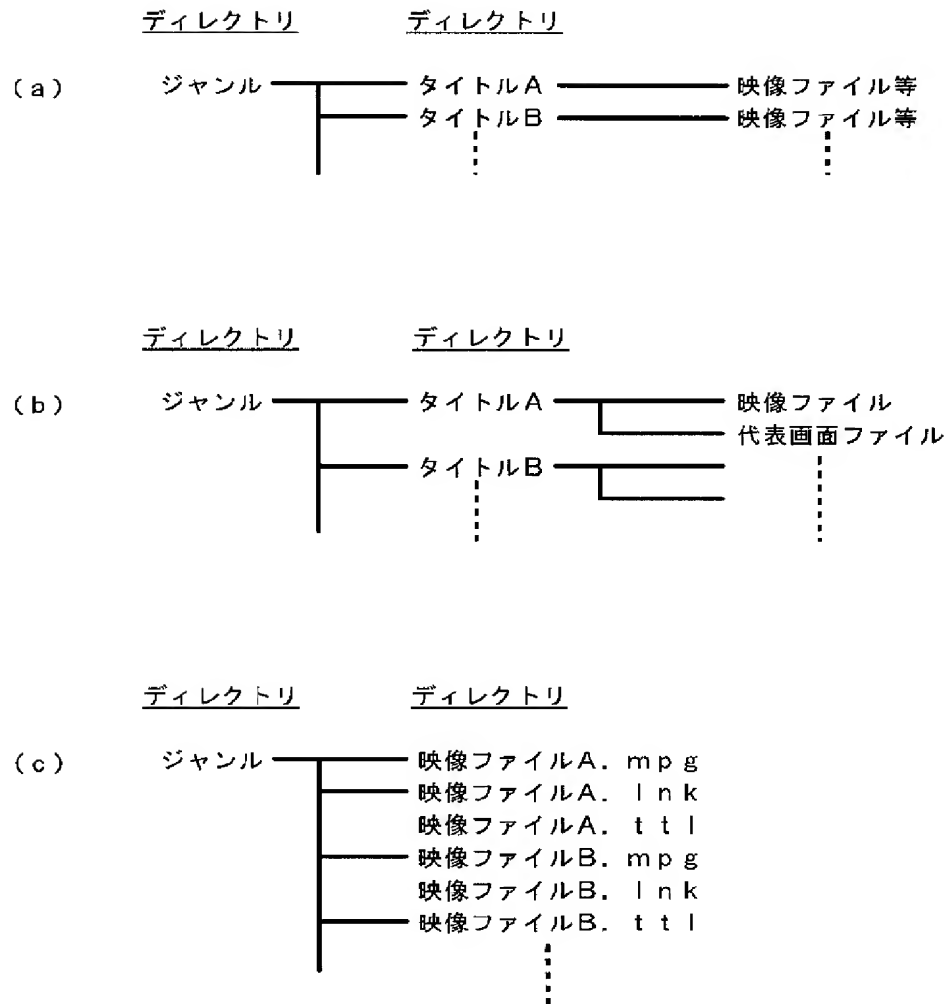 ディレクトリ ディレクトリ
(a) ジャンル タイトルA 映像ファイル等
タイトルB 映像ファイル等
ディレクトリ ディレクトリ
(b) ジャンル タイトルA 映像ファイル
代表画面ファイル
タイトルB
ディレクトリ ディレクトリ
(c) ジャンル 映像ファイルA. mpg
映像ファイルA. lnk
映像ファイルA. ttl
映像ファイルB. mpg
映像ファイルB. lnk
映像ファイルB. ttl